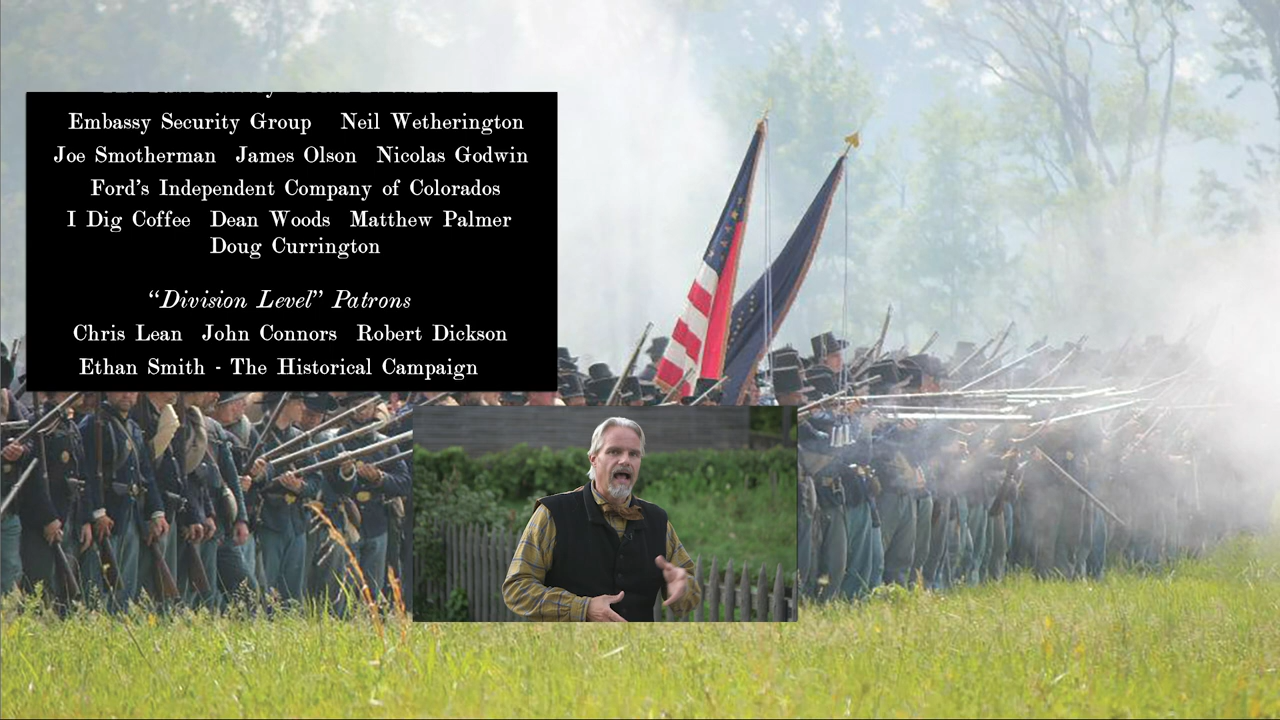 Embassy Security Group Neil Wetherington
Joe Smotherman James Olson Nicolas Godwin
Ford's Independent Company of Colorados
I Dig Coffee Dean Woods Matthew Palmer
Doug Currington
“Division Level” Patrons
Chris Lean John Connors Robert Dickson
Ethan Smith - The Historical Campaign